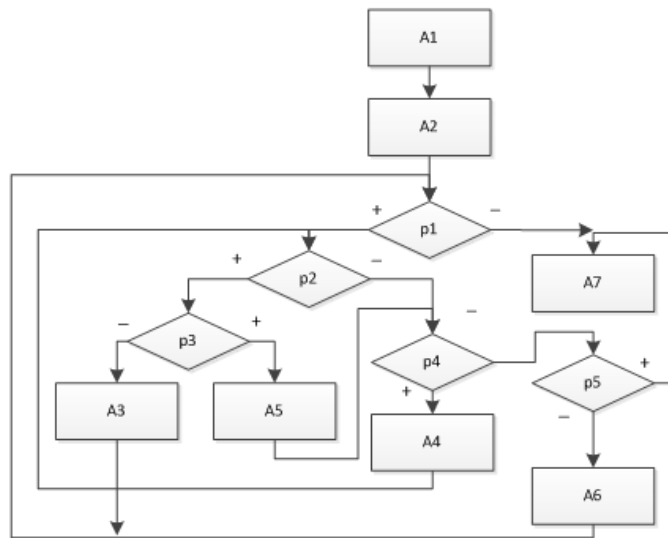 A1
A2
+
p1
–
+
p2
–
A7
–
p3
+
–
p4
+
p5
+
–
A3
A5
A4
A6